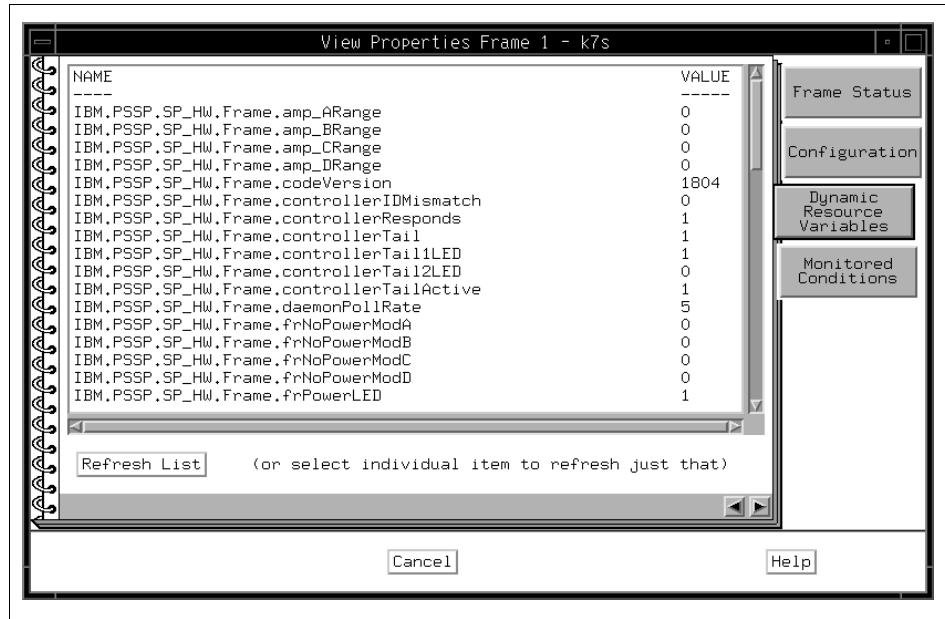 View Properties Frame 1 - k7s
NAME VALUE
---- -----
IBM.PSSP.SP_HW.Frame.amp_ARange 0
IBM.PSSP.SP_HW.Frame.amp_BRange 0
IBM.PSSP.SP_HW.Frame.amp_CRange 0
IBM.PSSP.SP_HW.Frame.amp_DRange 0
IBM.PSSP.SP_HW.Frame.codeVersion 1804
IBM.PSSP.SP_HW.Frame.controllerIDMismatch 0
IBM.PSSP.SP_HW.Frame.controllerResponds 1
IBM.PSSP.SP_HW.Frame.controllerTail 1
IBM.PSSP.SP_HW.Frame.controllerTail1LED 1
IBM.PSSP.SP_HW.Frame.controllerTail2LED 0
IBM.PSSP.SP_HW.Frame.controllerTailActive 1
IBM.PSSP.SP_HW.Frame.daemonPollRate 5
IBM.PSSP.SP_HW.Frame.frNoPowerModA 0
IBM.PSSP.SP_HW.Frame.frNoPowerModB 0
IBM.PSSP.SP_HW.Frame.frNoPowerModC 0
IBM.PSSP.SP_HW.Frame.frNoPowerModD 0
IBM.PSSP.SP_HW.Frame.frPowerLED 1
Refresh List (or select individual item to refresh just that)
Frame Status
Configuration
Dynamic
Resource
Variables
Monitored
Conditions
Cancel Help